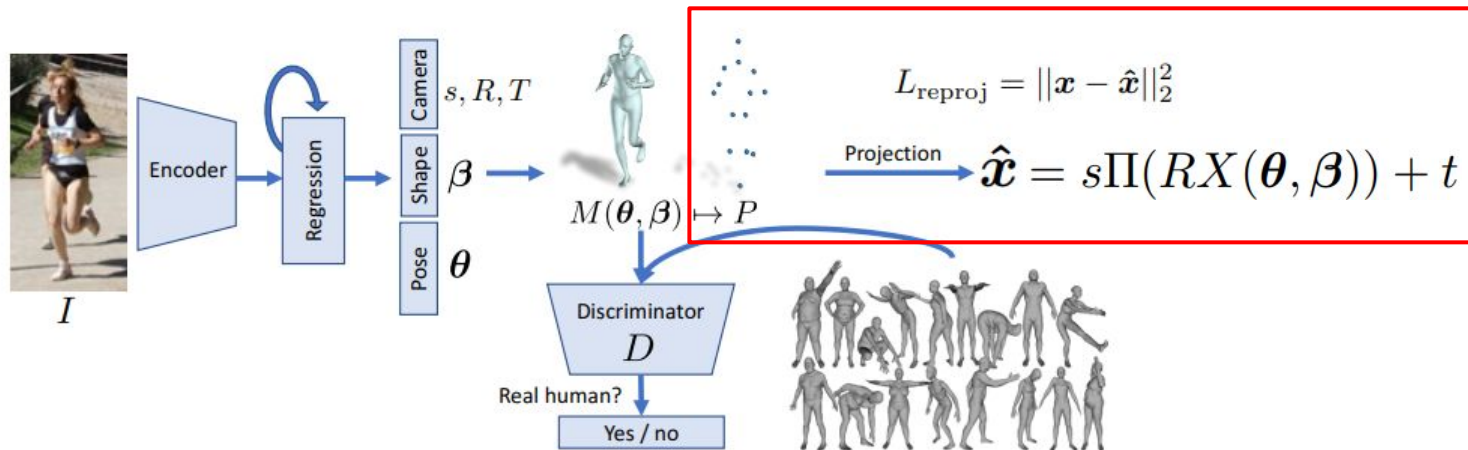 I
Encoder
Regression
Camera
s, R, T
Shape
β
Pose
θ
M(θ, β) ↦ P
L_reproj = ||x − x̂||₂²
Projection
x̂ = sΠ(RX(θ, β)) + t
Discriminator
D
Real human?
Yes / no